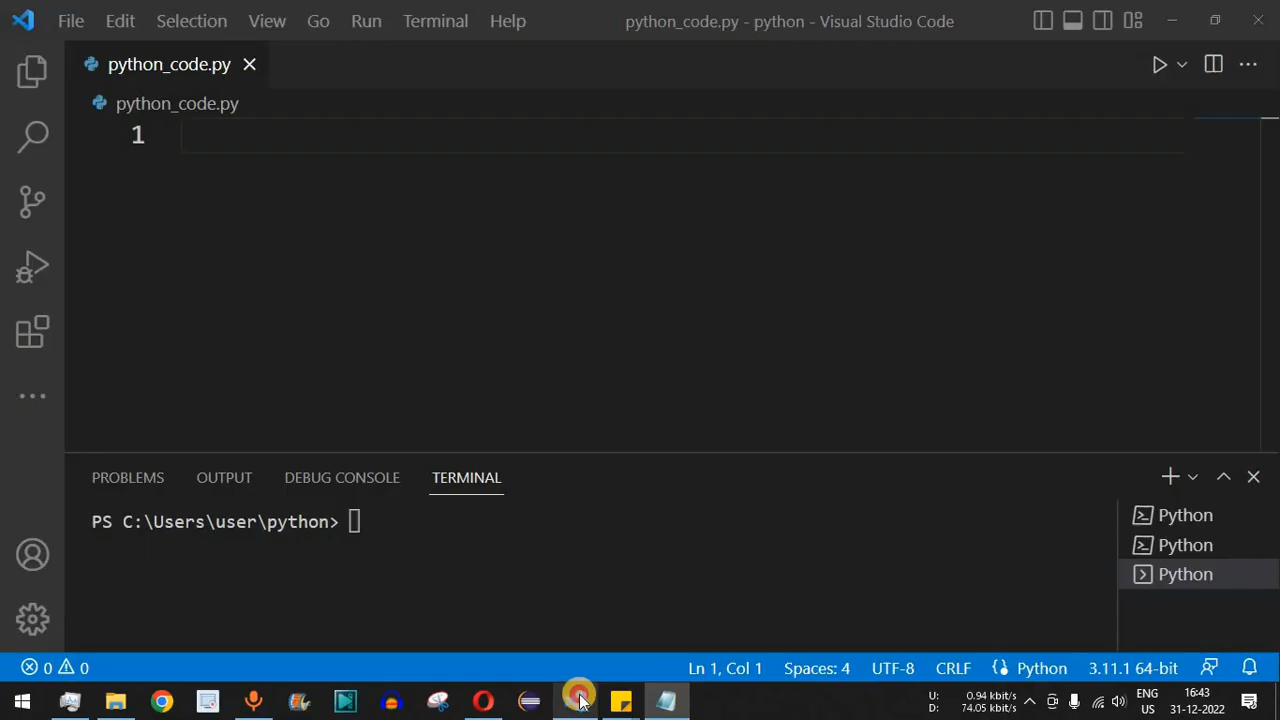 File Edit Selection View Go Run Terminal Help python_code.py - python - Visual Studio Code
python_code.py
python_code.py
1
PROBLEMS OUTPUT DEBUG CONSOLE TERMINAL
PS C:\Users\user\python>
Python
Python
Python
0 0 Ln 1, Col 1 Spaces: 4 UTF-8 CRLF Python 3.11.1 64-bit
U: 0.94 kbit/s
D: 74.05 kbit/s
ENG
US
16:43
31-12-2022